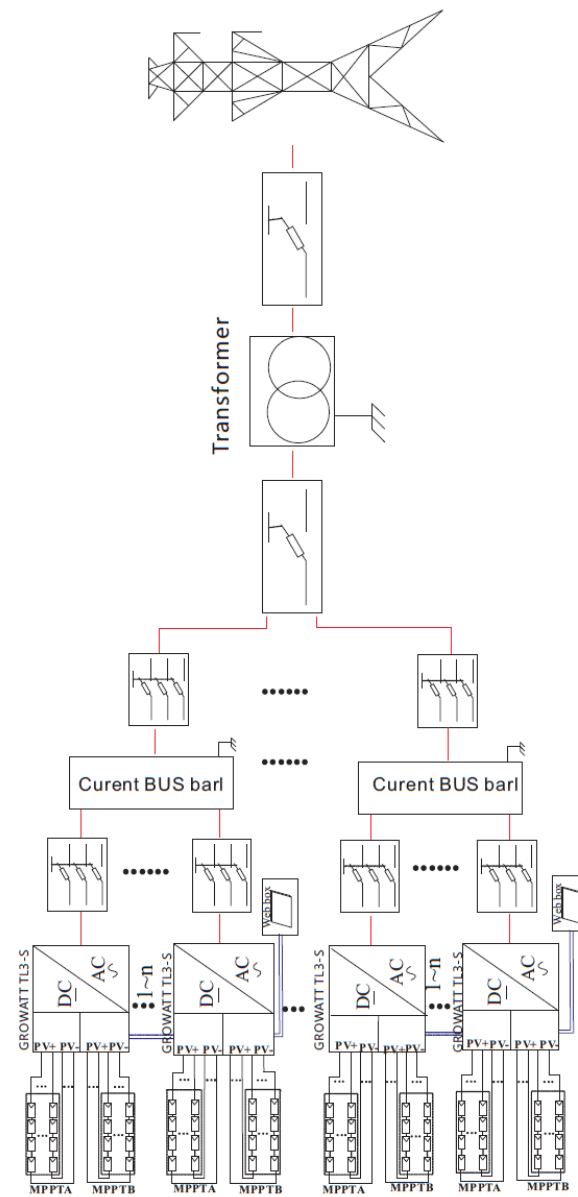 Transformer
Curent BUS barl
Curent BUS barl
Web box
Web box
GROWATT TL3-S
DC
AC
1~n
GROWATT TL3-S
DC
AC
GROWATT TL3-S
DC
AC
1~n
GROWATT TL3-S
DC
AC
PV+ PV- PV+ PV-
PV+ PV- PV+ PV-
PV+ PV- PV+ PV-
PV+ PV- PV+ PV-
MPPTA MPPTB
MPPTA MPPTB
MPPTA MPPTB
MPPTA MPPTB